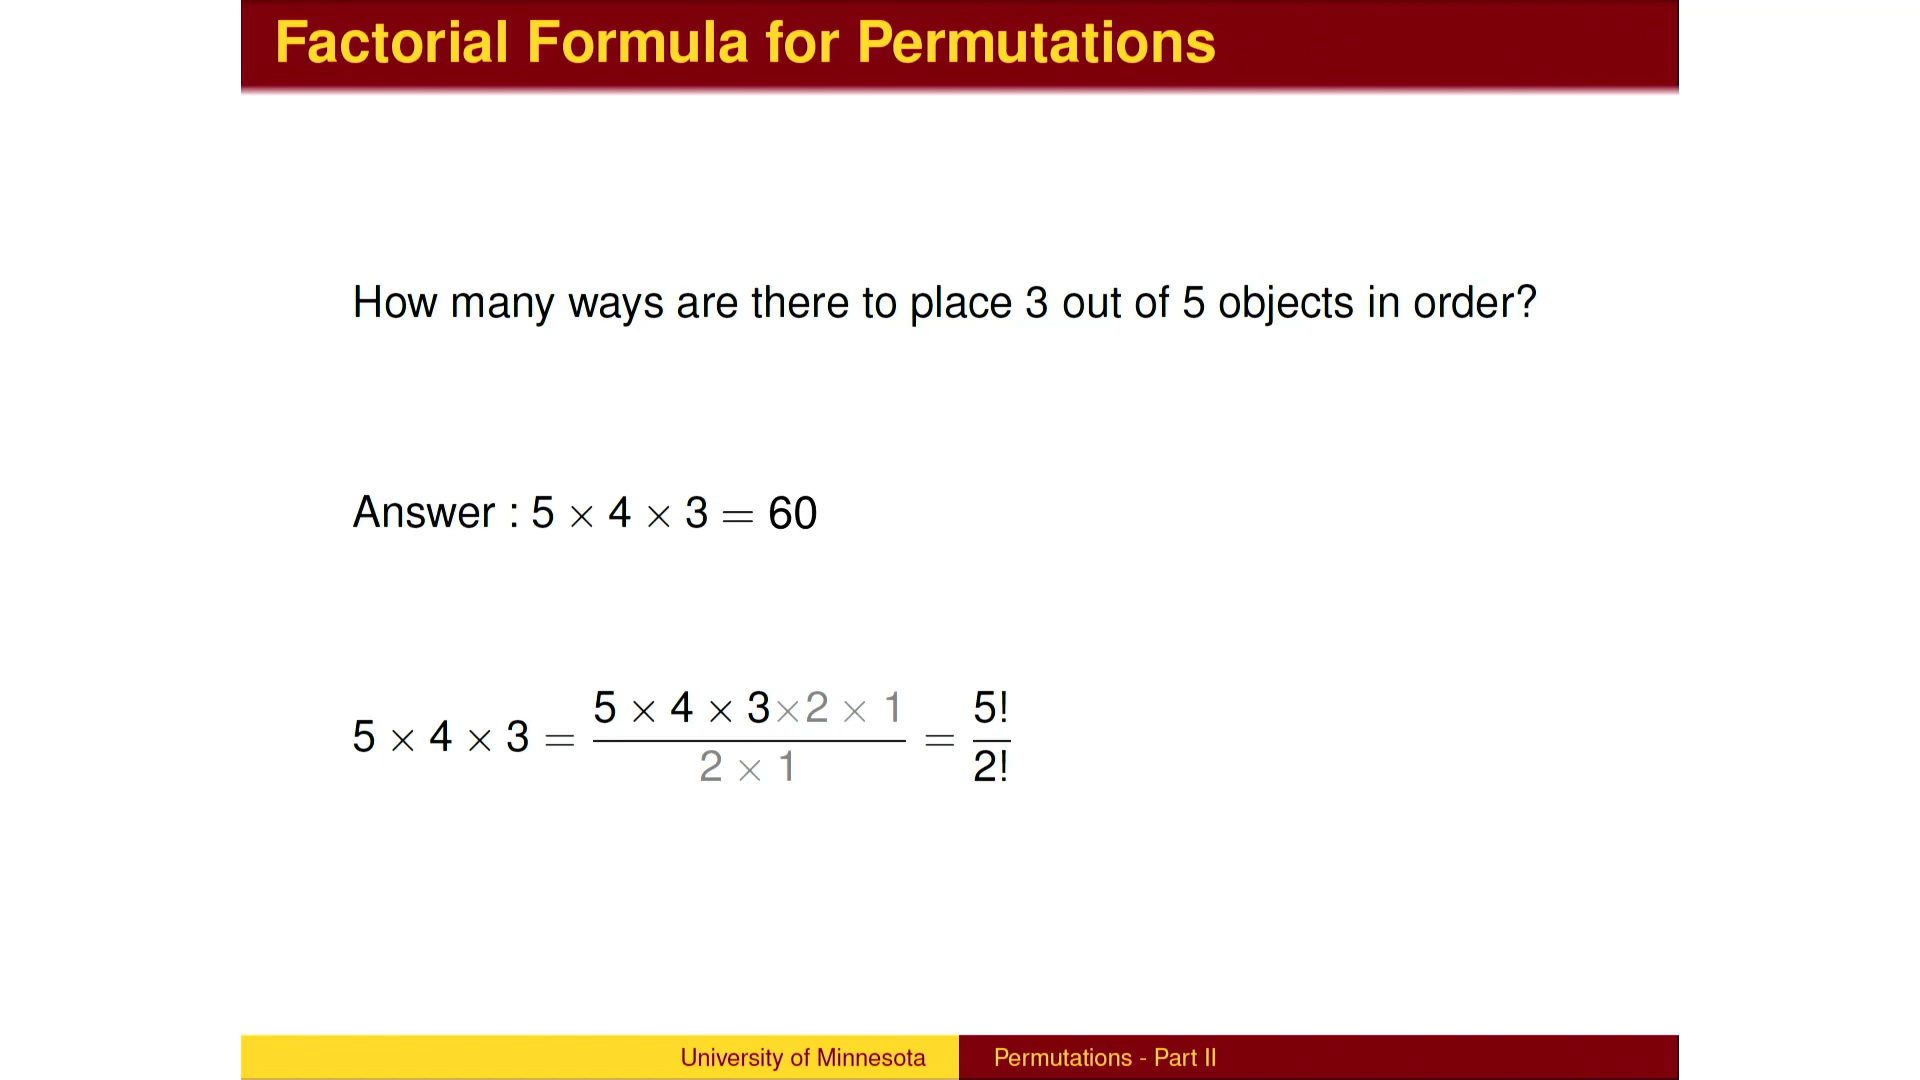 Factorial Formula for Permutations
How many ways are there to place 3 out of 5 objects in order?
Answer : 5 × 4 × 3 = 60
5 × 4 × 3 = 5 × 4 × 3×2 × 1 / 2 × 1 = 5! / 2!
University of Minnesota
Permutations - Part II